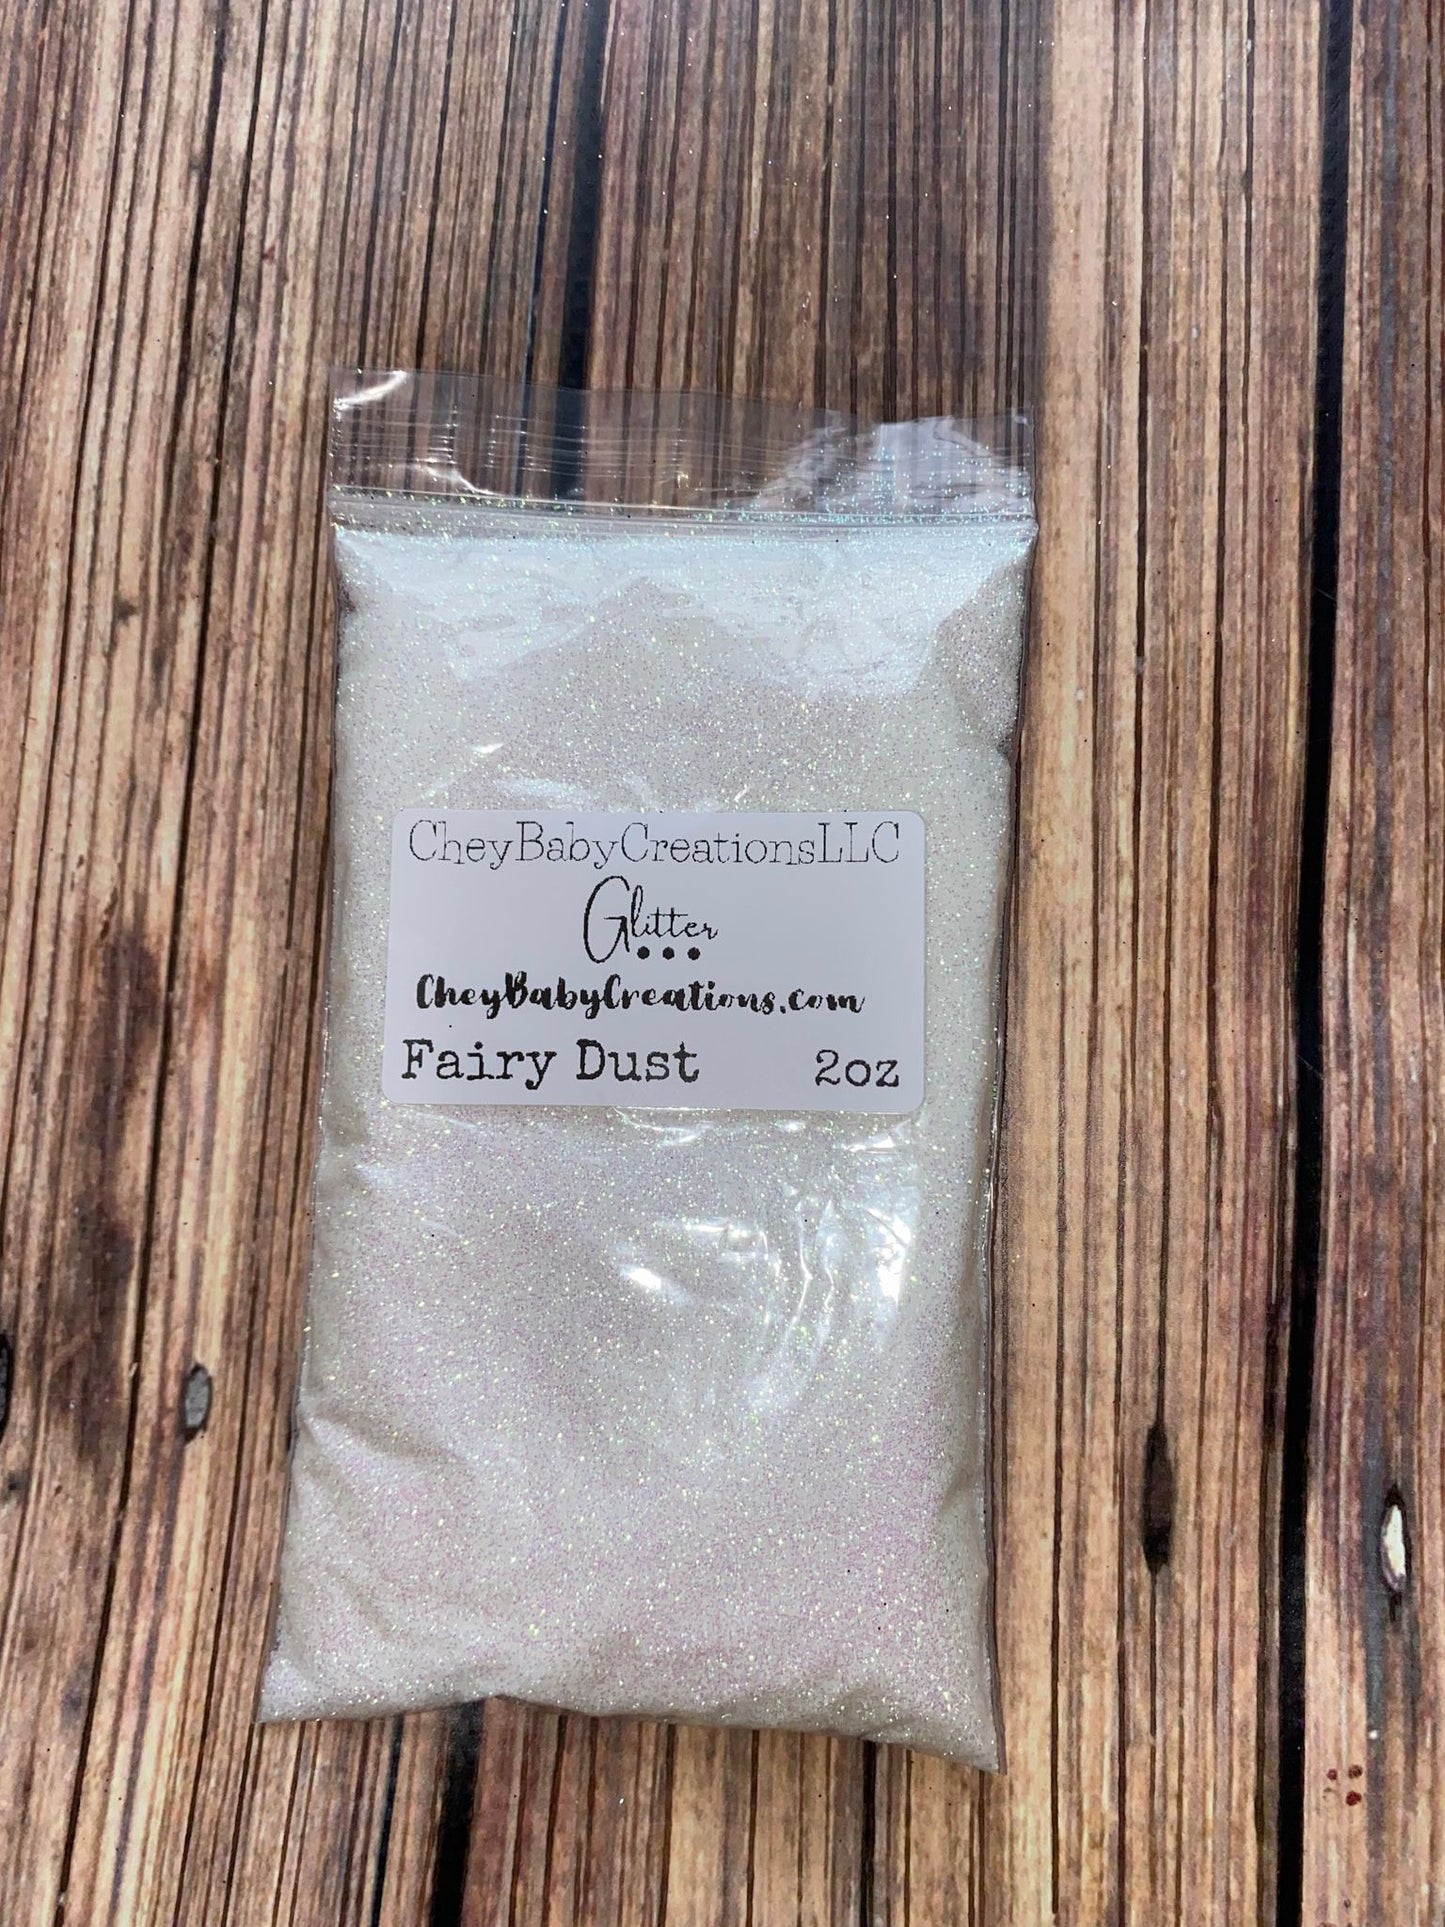 CheyBabyCreationsLLC
Glitter...
CheyBabyCreations.com
Fairy Dust 2oz